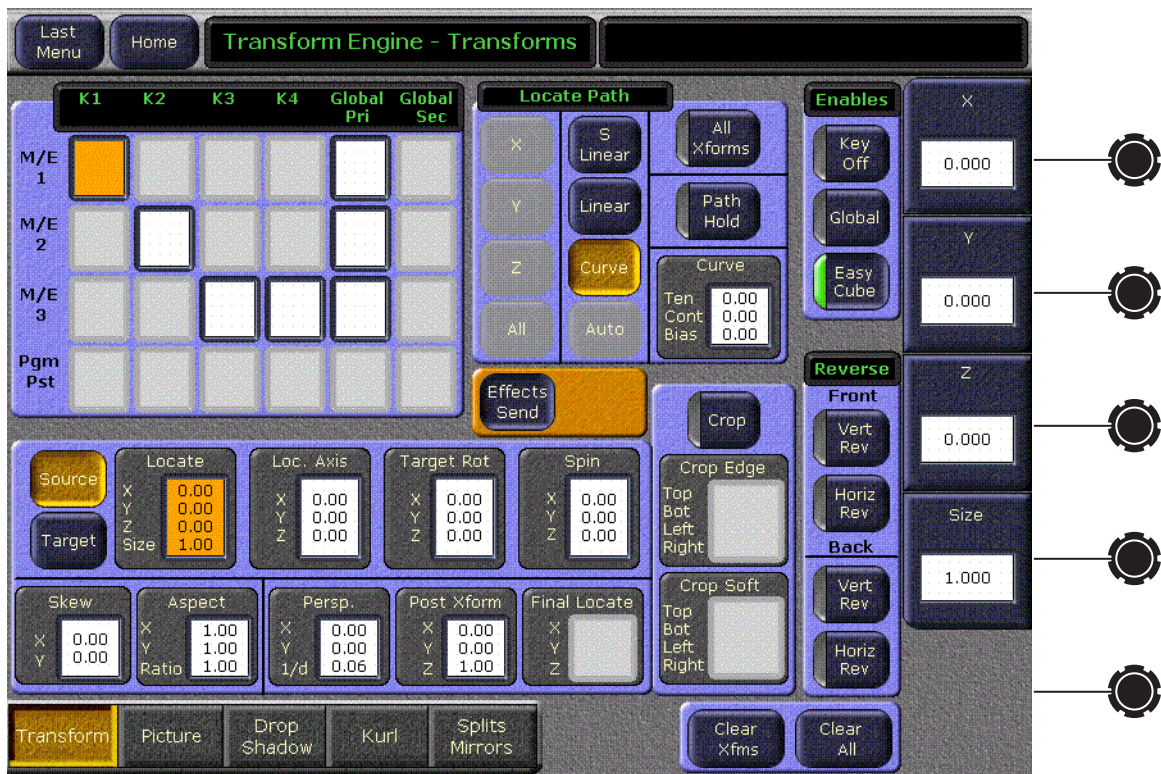 Last Menu
Home
Transform Engine - Transforms
K1 K2 K3 K4 Global Pri Global Sec
M/E 1
M/E 2
M/E 3
Pgm Pst
Locate Path
X
S Linear
Y
Linear
Z
Curve
All
Auto
All Xforms
Path Hold
Curve
Ten 0.00
Cont 0.00
Bias 0.00
Effects Send
Enables
Key Off
Global
Easy Cube
Reverse
Front
Vert Rev
Horiz Rev
Back
Vert Rev
Horiz Rev
X
0.000
Y
0.000
Z
0.000
Size
1.000
Source
Target
Locate
X 0.00
Y 0.00
Z 0.00
Size 1.00
Loc. Axis
X 0.00
Y 0.00
Z 0.00
Target Rot
X 0.00
Y 0.00
Z 0.00
Spin
X 0.00
Y 0.00
Z 0.00
Skew
X 0.00
Y 0.00
Aspect
X 1.00
Y 1.00
Ratio 1.00
Persp.
X 0.00
Y 0.00
1/d 0.06
Post Xform
X 0.00
Y 0.00
Z 1.00
Final Locate
X
Y
Z
Crop
Crop Edge
Top
Bot
Left
Right
Crop Soft
Top
Bot
Left
Right
Transform
Picture
Drop Shadow
Kurl
Splits Mirrors
Clear Xfms
Clear All